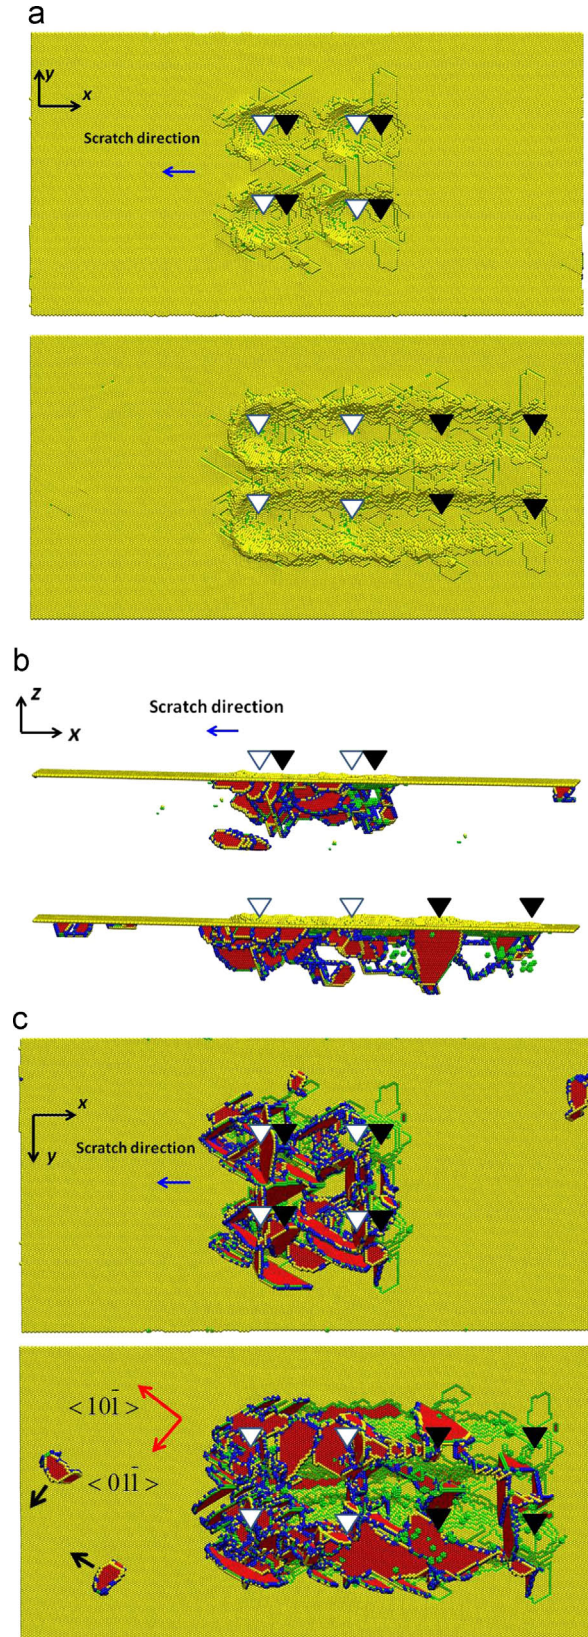 a
y
x
Scratch direction
b
z
Scratch direction
x
c
x
Scratch direction
y
< 101̄ >
< 011̄ >